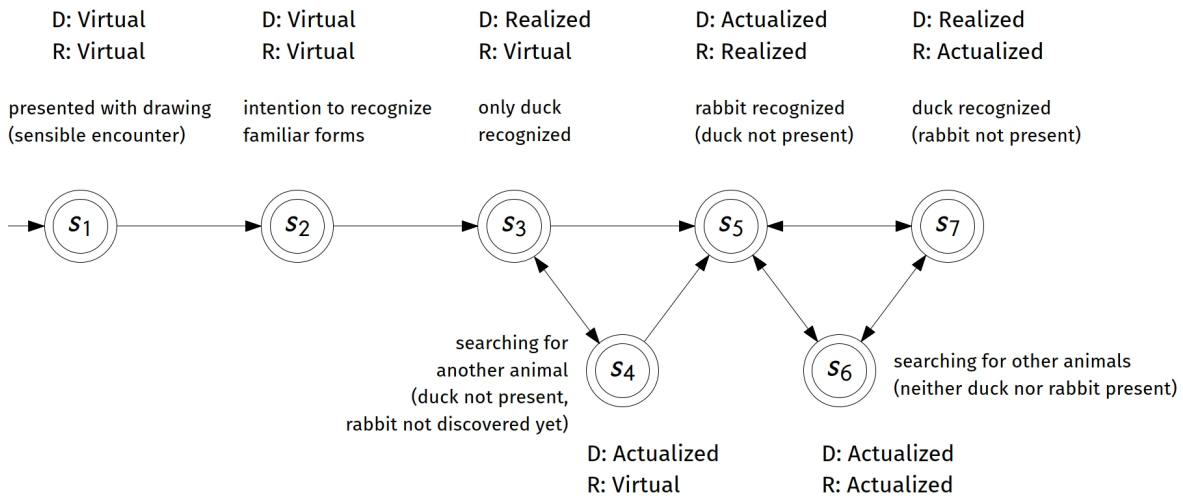 D: Virtual
R: Virtual
D: Virtual
R: Virtual
D: Realized
R: Virtual
D: Actualized
R: Realized
D: Realized
R: Actualized
presented with drawing
(sensible encounter)
intention to recognize
familiar forms
only duck
recognized
rabbit recognized
(duck not present)
duck recognized
(rabbit not present)
S1
S2
S3
S5
S7
searching for
another animal
(duck not present,
rabbit not discovered yet)
S4
S6
searching for other animals
(neither duck nor rabbit present)
D: Actualized
R: Virtual
D: Actualized
R: Actualized